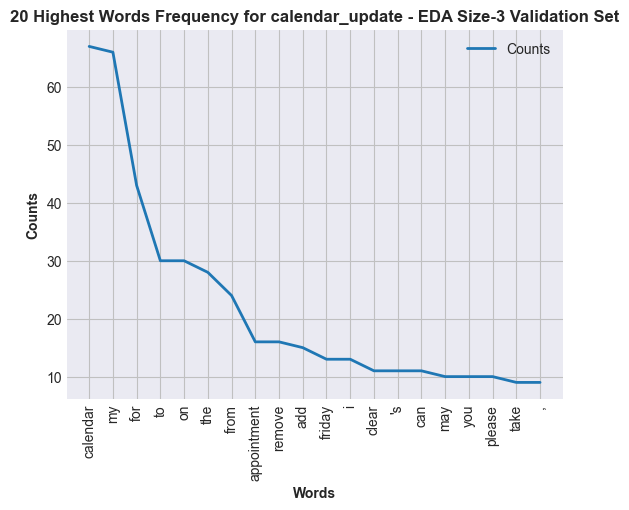 20 Highest Words Frequency for calendar_update - EDA Size-3 Validation Set
Counts
Counts
60
50
40
30
20
10
calendar
my
for
to
on
the
from
appointment
remove
add
friday
i
clear
's
can
may
you
please
take
,
Words